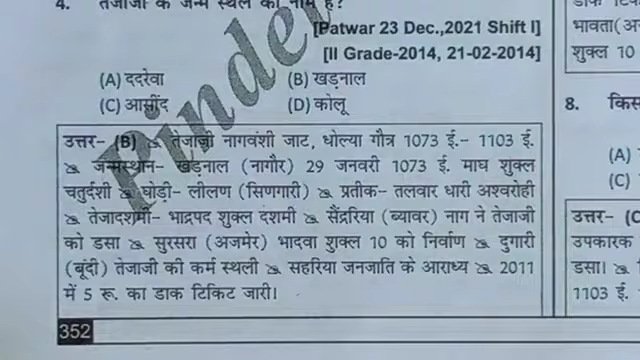 4. तेजाजी के जन्म स्थल का नाम है?
[Patwar 23 Dec.,2021 Shift I]
[II Grade-2014, 21-02-2014]
(A) ददरेवा (B) खड़नाल
(C) आसींद (D) कोलू
उत्तर– (B) तेजाजी नागवंशी जाट, धोल्या गौत्र 1073 ई.– 1103 ई.
जन्मस्थान– खड़नाल (नागौर) 29 जनवरी 1073 ई. माघ शुक्ल
चतुर्दशी घोड़ी– लीलण (सिणगारी) प्रतीक– तलवार धारी अश्वरोही
तेजादशमी– भाद्रपद शुक्ल दशमी सैंदरिया (ब्यावर) नाग ने तेजाजी
को डसा सुरसरा (अजमेर) भादवा शुक्ल 10 को निर्वाण दुगारी
(बूंदी) तेजाजी की कर्म स्थली सहरिया जनजाति के आराध्य 2011
में 5 रू. का डाक टिकिट जारी।
352
Pinde
भावता(
शुक्ल 10
8. किस
(A)
(C)
उत्तर– (C
उपकारक
डसा।
1103 ई.